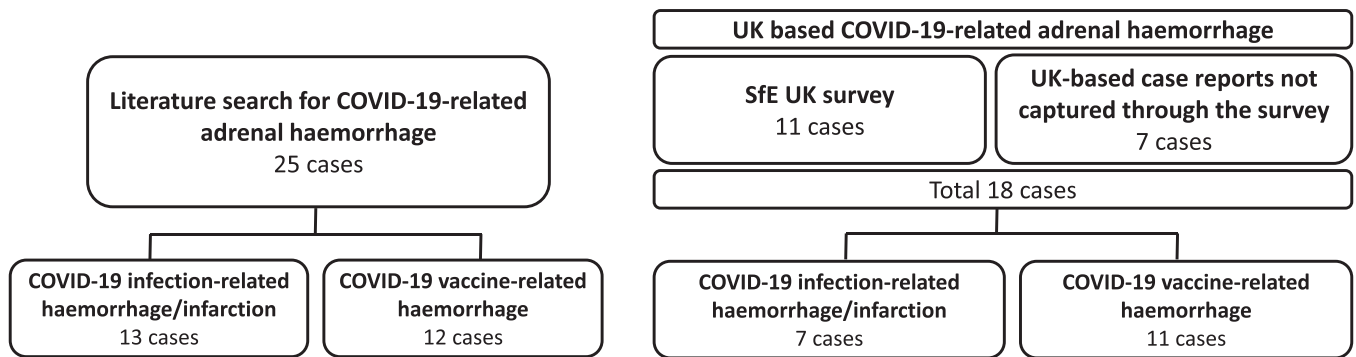 Literature search for COVID-19-related
adrenal haemorrhage
25 cases
COVID-19 infection-related
haemorrhage/infarction
13 cases
COVID-19 vaccine-related
haemorrhage
12 cases
UK based COVID-19-related adrenal haemorrhage
SfE UK survey
11 cases
UK-based case reports not
captured through the survey
7 cases
Total 18 cases
COVID-19 infection-related
haemorrhage/infarction
7 cases
COVID-19 vaccine-related
haemorrhage
11 cases